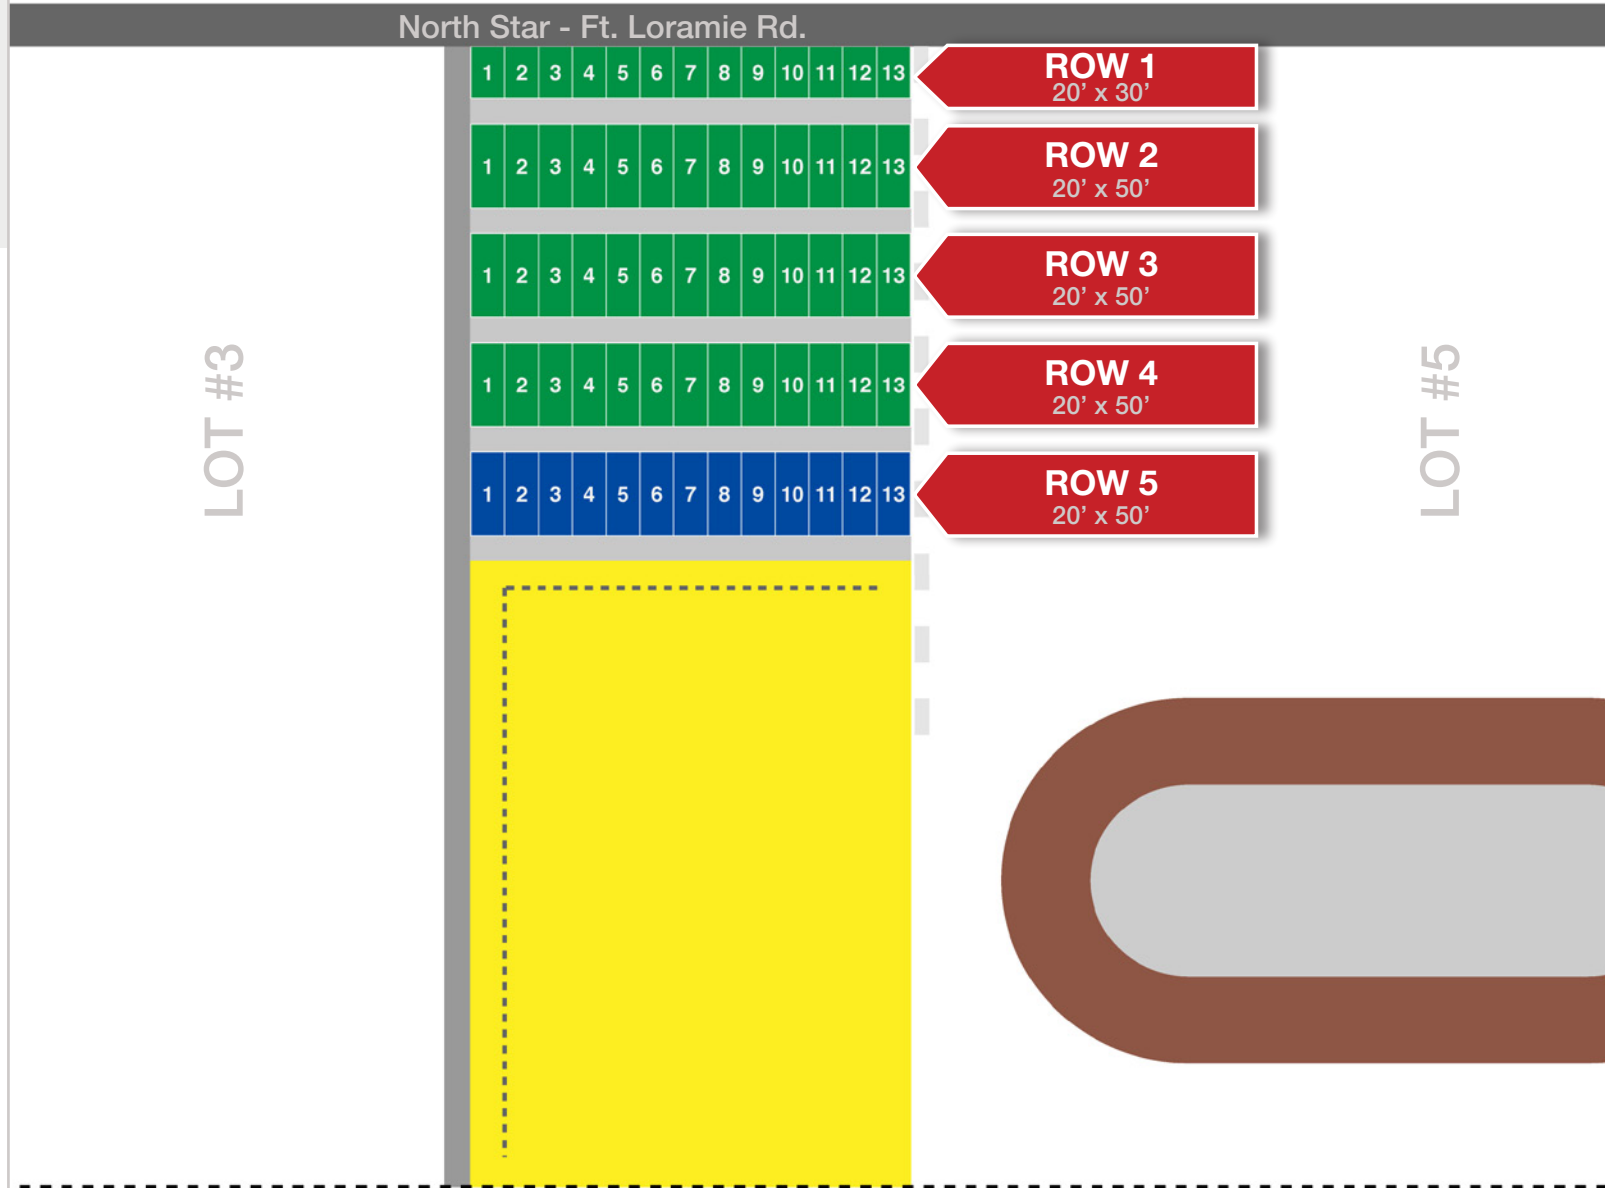 North Star - Ft. Loramie Rd.
1 2 3 4 5 6 7 8 9 10 11 12 13
ROW 1
20’ x 30’
1 2 3 4 5 6 7 8 9 10 11 12 13
ROW 2
20’ x 50’
1 2 3 4 5 6 7 8 9 10 11 12 13
ROW 3
20’ x 50’
1 2 3 4 5 6 7 8 9 10 11 12 13
ROW 4
20’ x 50’
1 2 3 4 5 6 7 8 9 10 11 12 13
ROW 5
20’ x 50’
LOT #3
LOT #5